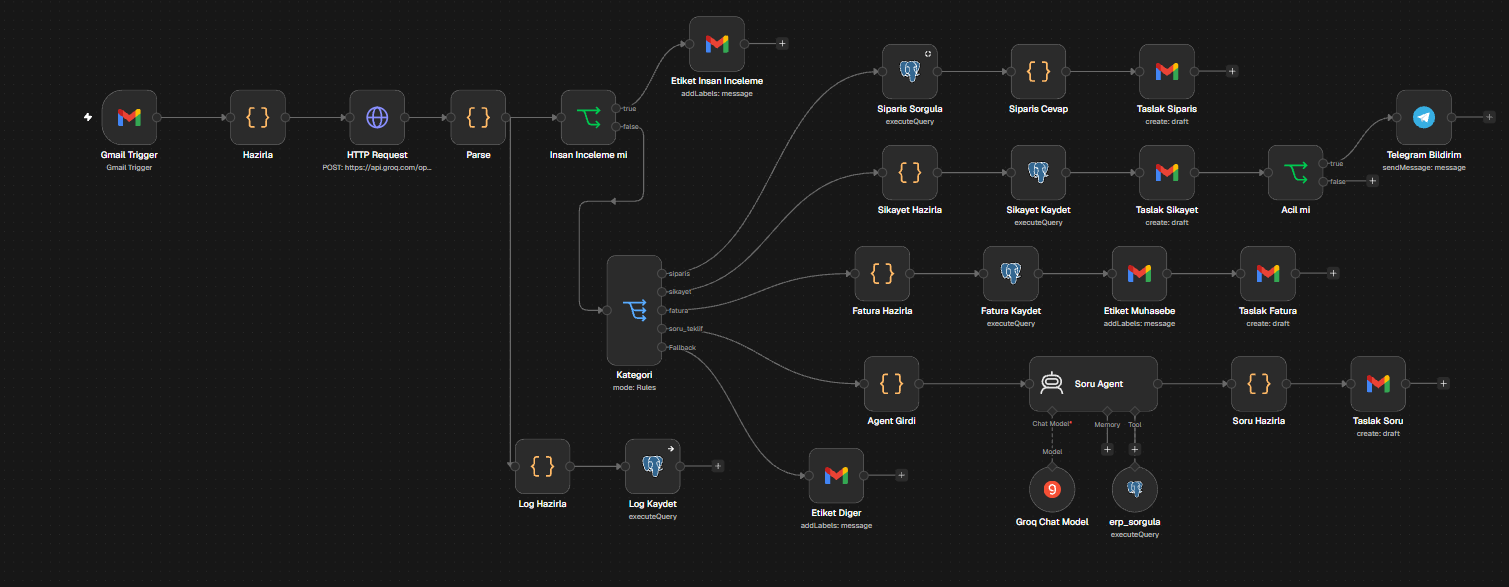 Etiket Insan Inceleme
addLabels: message
Gmail Trigger
Gmail Trigger
Hazirla
HTTP Request
POST: https://api.groq.com/op...
Parse
true
false
Insan Inceleme mi
Siparis Sorgula
executeQuery
Siparis Cevap
Taslak Siparis
create: draft
true
false
Telegram Bildirim
sendMessage: message
Sikayet Hazirla
Sikayet Kaydet
executeQuery
Taslak Sikayet
create: draft
Acil mi
siparis
sikayet
fatura
soru_teklif
Fallback
Kategori
mode: Rules
Fatura Hazirla
Fatura Kaydet
executeQuery
Etiket Muhasebe
addLabels: message
Taslak Fatura
create: draft
Agent Girdi
Soru Agent
Chat Model*
Memory
Tool
Model
Soru Hazirla
Taslak Soru
create: draft
Log Hazirla
Log Kaydet
executeQuery
Etiket Diger
addLabels: message
Groq Chat Model
erp_sorgula
executeQuery